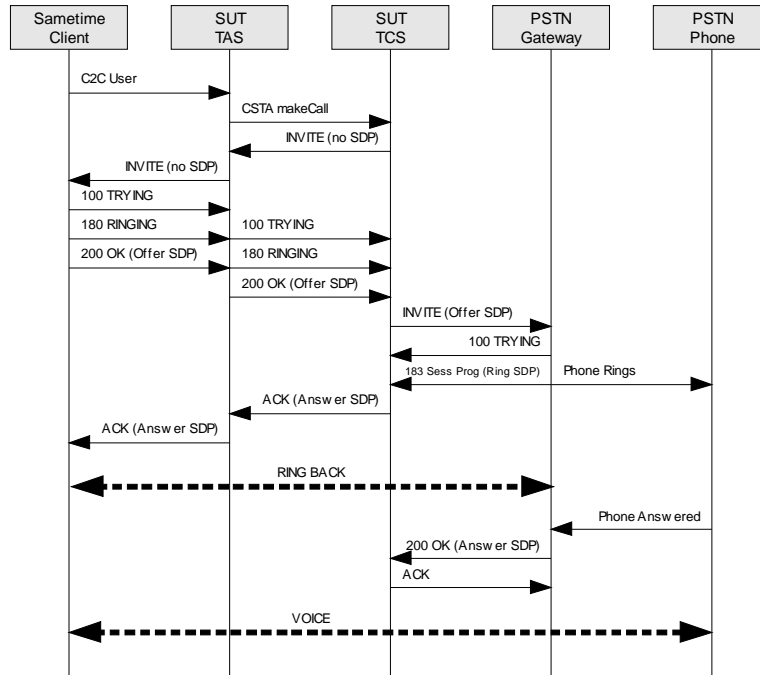 Sametime Client
SUT TAS
SUT TCS
PSTN Gateway
PSTN Phone
C2C User
CSTA makeCall
INVITE (no SDP)
INVITE (no SDP)
100 TRYING
180 RINGING
100 TRYING
200 OK (Offer SDP)
180 RINGING
200 OK (Offer SDP)
INVITE (Offer SDP)
100 TRYING
183 Sess Prog (Ring SDP)
Phone Rings
ACK (Answer SDP)
ACK (Answer SDP)
RING BACK
Phone Answered
200 OK (Answer SDP)
ACK
VOICE